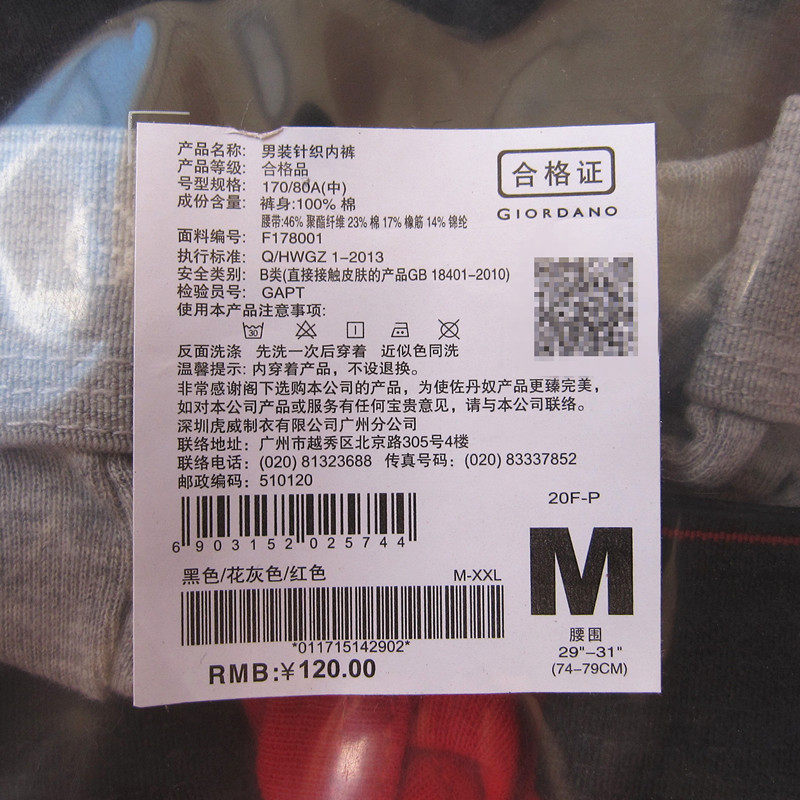 产品名称: 男装针织内裤
产品等级: 合格品
号型规格: 170/80A(中)
成份含量: 裤身:100% 棉
腰带:46% 聚酯纤维 23% 棉 17% 橡筋 14% 锦纶
面料编号: F178001
执行标准: Q/HWGZ 1-2013
安全类别: B类(直接接触皮肤的产品GB 18401-2010)
检验员号: GAPT
使用本产品注意事项:
30
反面洗涤 先洗一次后穿着 近似色同洗
温馨提示: 内穿着产品，不设退换。
非常感谢阁下选购本公司的产品，为使佐丹奴产品更臻完美，
如对本公司产品或服务有任何宝贵意见，请与本公司联络。
深圳虎威制衣有限公司广州分公司
联络地址: 广州市越秀区北京路305号4楼
联络电话: (020) 81323688 传真号码: (020) 83337852
邮政编码: 510120
合格证
GIORDANO
6 903152 025744
黑色/花灰色/红色 M-XXL
*011715142902*
RMB:¥120.00
20F-P
M
腰围
29"-31"
(74-79CM)